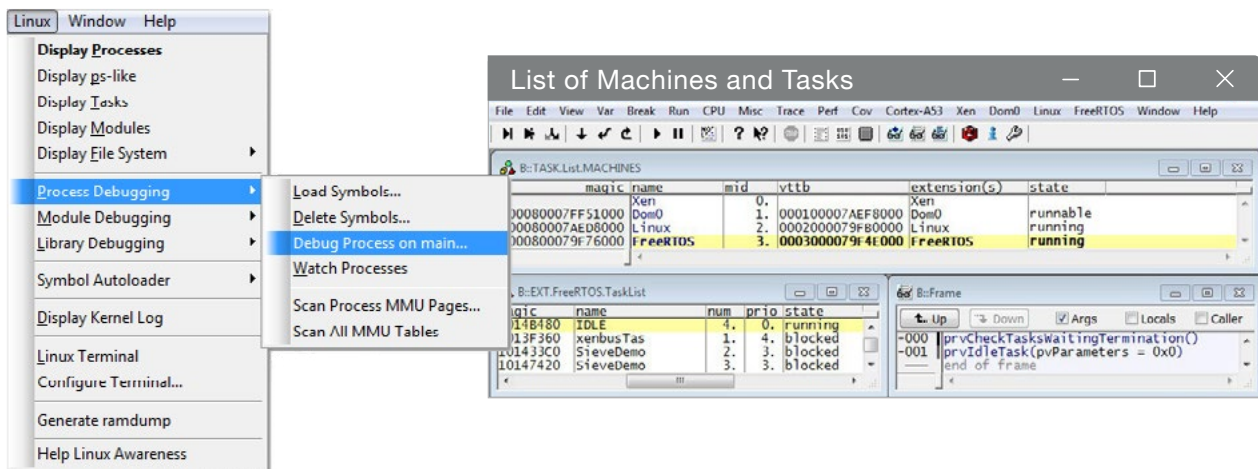 Linux Window Help
Display Processes
Display ps-like
Display Tasks
Display Modules
Display File System
Process Debugging
Module Debugging
Library Debugging
Symbol Autoloader
Display Kernel Log
Linux Terminal
Configure Terminal...
Generate ramdump
Help Linux Awareness
Load Symbols...
Delete Symbols...
Debug Process on main...
Watch Processes
Scan Process MMU Pages...
Scan All MMU Tables
List of Machines and Tasks
File Edit View Var Break Run CPU Misc Trace Perf Cov Cortex-A53 Xen Dom0 Linux FreeRTOS Window Help
B::TASK.List.MACHINES
magic name mid vttb extension(s) state
Xen 0. Xen
00080007FF51000 Dom0 1. 000100007AEF8000 Dom0 runnable
00080007AED8000 Linux 2. 0002000079FB0000 Linux running
000800079F76000 FreeRTOS 3. 0003000079F4E000 FreeRTOS running
B::EXT.FreeRTOS.TaskList
name num prio state
014B480 IDLE 4. 0. running
013F360 xenbusTas 1. 4. blocked
101433C0 SieveDemo 2. 3. blocked
10147420 SieveDemo 3. 3. blocked
B::Frame
Up Down Args Locals Caller
-000 prvCheckTasksWaitingTermination()
-001 prvIdleTask(pvParameters = 0x0)
end of frame